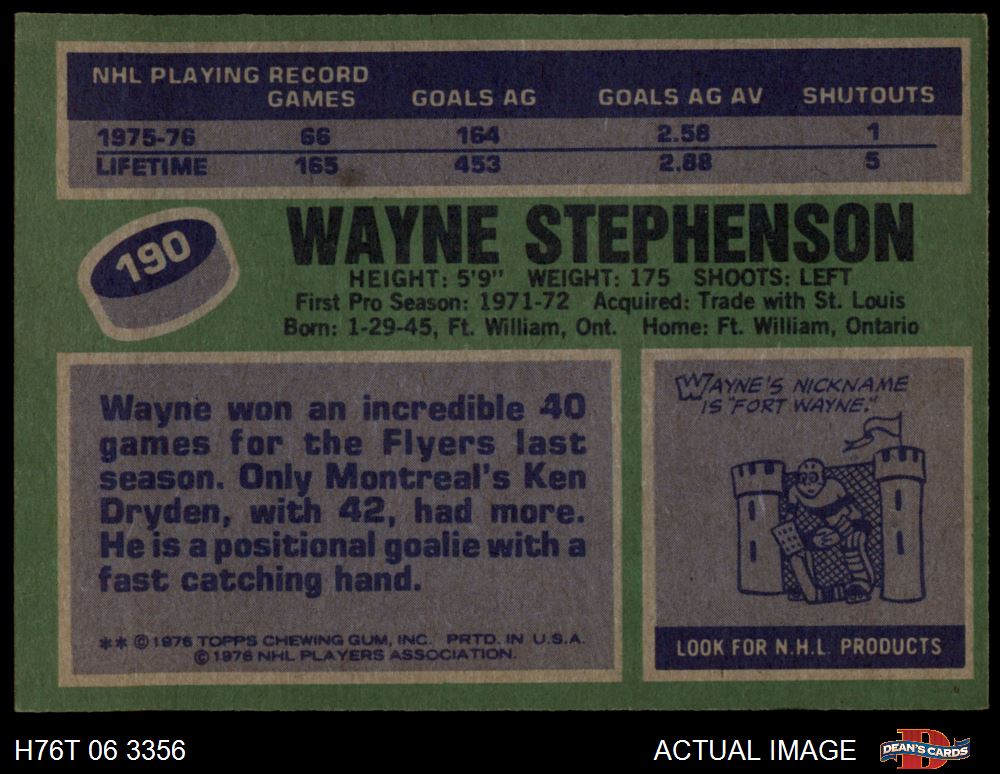 NHL PLAYING RECORD
GAMES GOALS AG GOALS AG AV SHUTOUTS
1975-76 66 164 2.58 1
LIFETIME 165 453 2.88 5
190
WAYNE STEPHENSON
HEIGHT: 5'9" WEIGHT: 175 SHOOTS: LEFT
First Pro Season: 1971-72 Acquired: Trade with St. Louis
Born: 1-29-45, Ft. William, Ont. Home: Ft. William, Ontario
Wayne won an incredible 40
games for the Flyers last
season. Only Montreal's Ken
Dryden, with 42, had more.
He is a positional goalie with a
fast catching hand.
** © 1976 TOPPS CHEWING GUM, INC. PRTD. IN U.S.A.
© 1976 NHL PLAYERS ASSOCIATION.
WAYNE'S NICKNAME
IS "FORT WAYNE."
LOOK FOR N.H.L. PRODUCTS
H76T 06 3356
ACTUAL IMAGE
D
DEAN'S CARDS